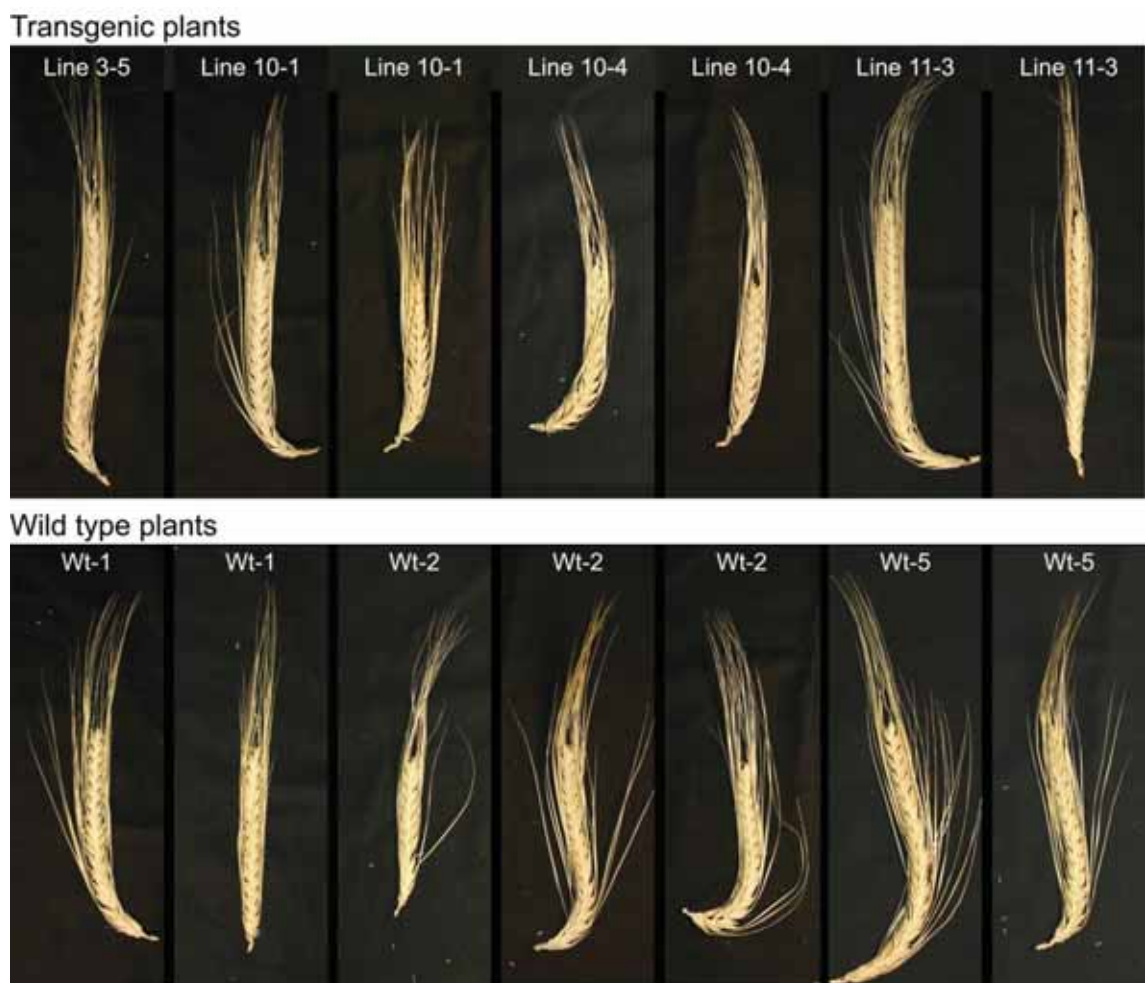 Transgenic plants
Line 3-5 Line 10-1 Line 10-1 Line 10-4 Line 10-4 Line 11-3 Line 11-3
Wild type plants
Wt-1 Wt-1 Wt-2 Wt-2 Wt-2 Wt-5 Wt-5